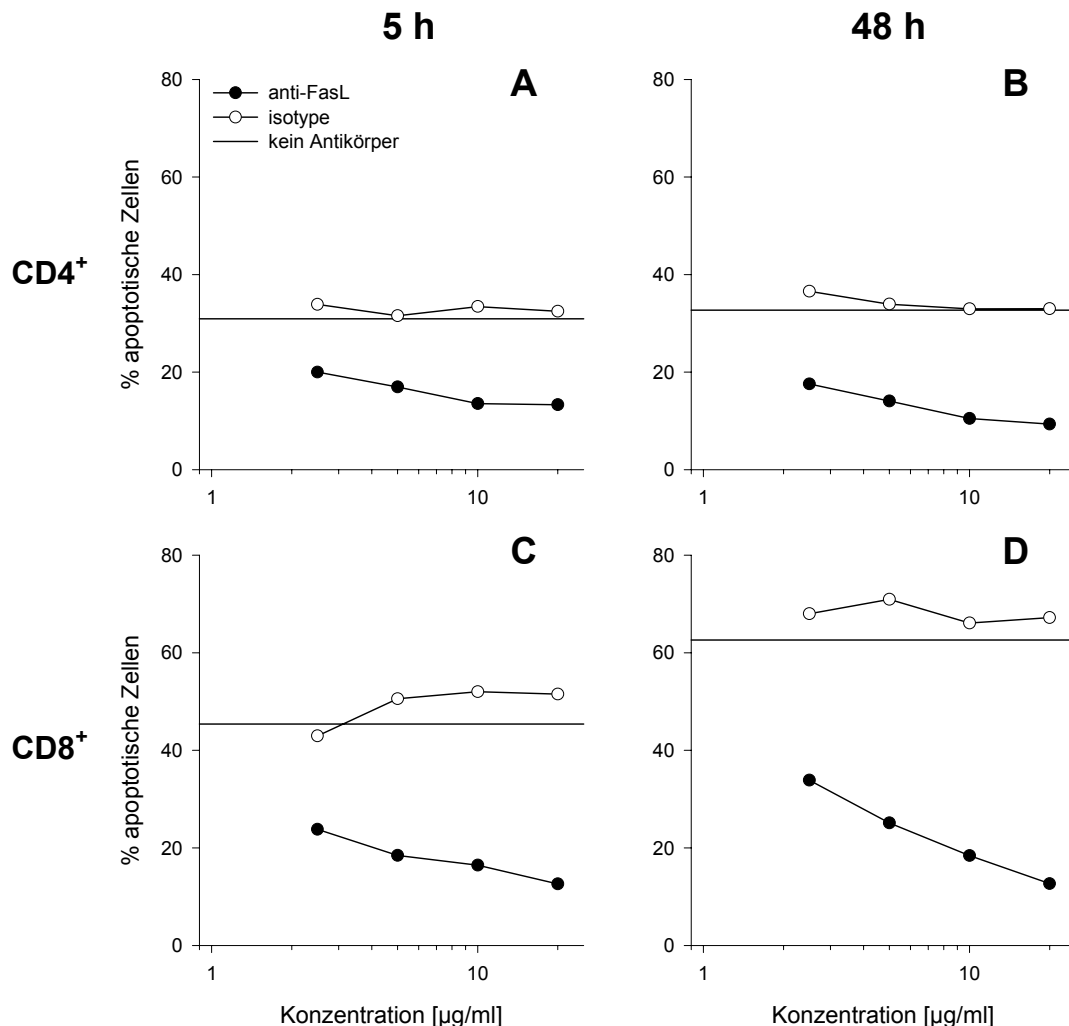 5 h
48 h
A
80
60
40
20
0
1
10
anti-FasL
isotype
kein Antikörper
% apoptotische Zellen
CD4⁺
B
80
60
40
20
0
1
10
C
80
60
40
20
0
1
10
% apoptotische Zellen
CD8⁺
Konzentration [µg/ml]
D
80
60
40
20
0
1
10
Konzentration [µg/ml]